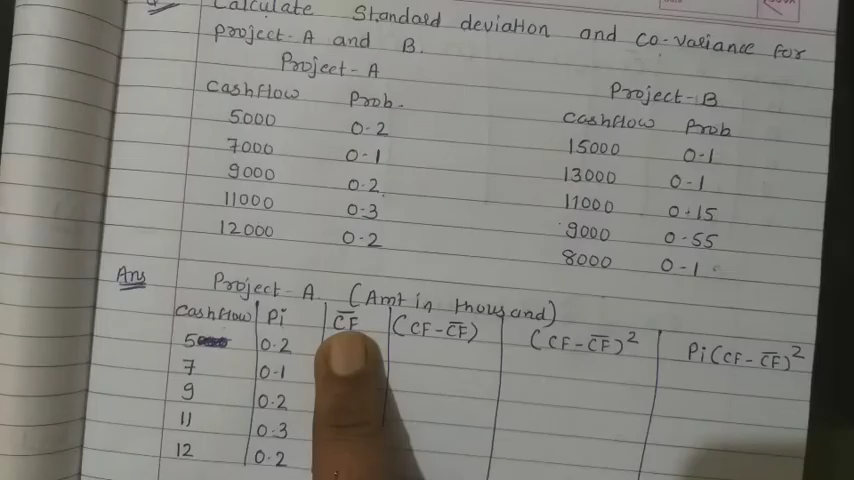 Calculate Standard deviation and co-variance for
project-A and B.
Project-A
Cashflow Prob.
5000 0.2
7000 0.1
9000 0.2
11000 0.3
12000 0.2
Project-B
Cashflow Prob
15000 0.1
13000 0.1
11000 0.15
9000 0.55
8000 0.1
Ans
Project-A (Amt in thousand)
Cashflow Pi C̅F̅ (CF-C̅F̅) (CF-C̅F̅)² Pi(CF-C̅F̅)²
5 0.2
7 0.1
9 0.2
11 0.3
12 0.2